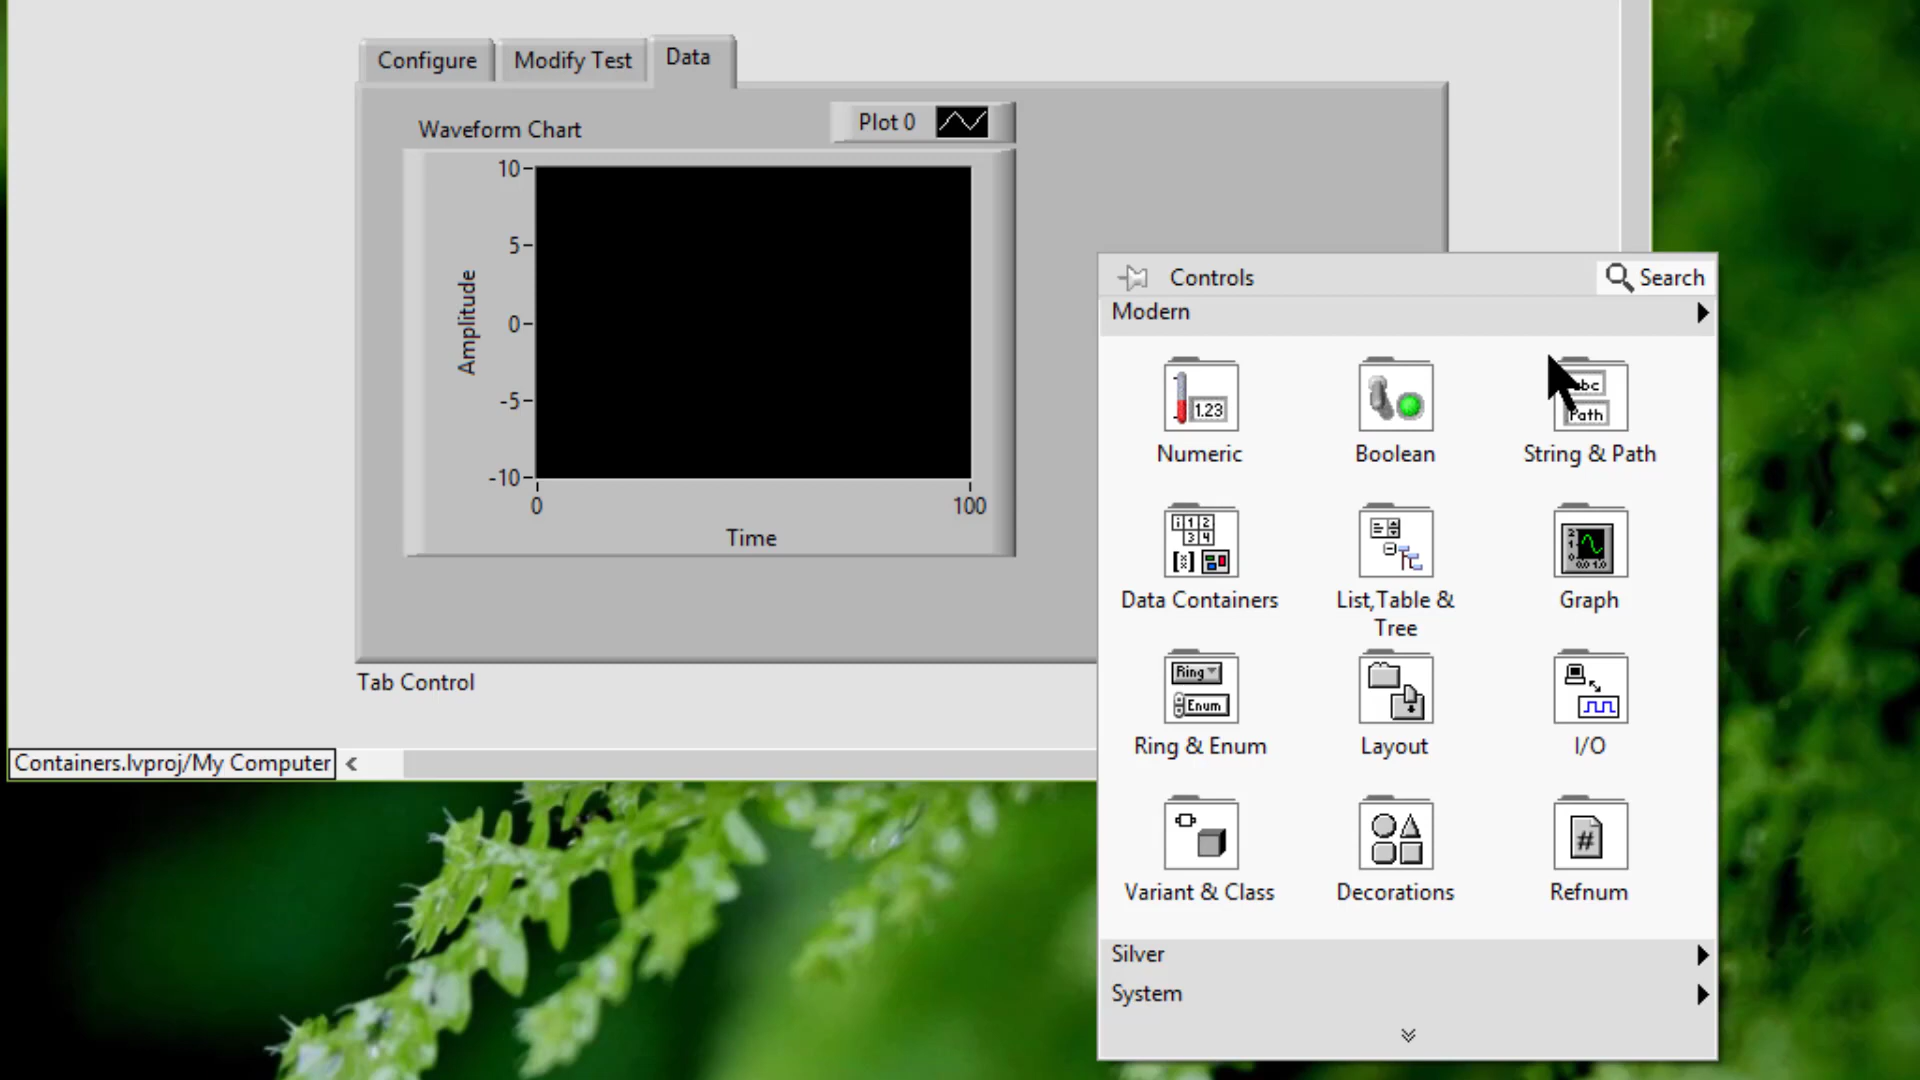 Configure
Modify Test
Data
Waveform Chart
Plot 0
10
5
0
-5
-10
Amplitude
0
100
Time
Tab Control
Containers.lvproj/My Computer
<
Controls
Search
Modern
1.23
abc
Path
Numeric
Boolean
String & Path
Data Containers
List,Table &
Tree
Graph
Ring
Enum
Ring & Enum
Layout
I/O
#
Variant & Class
Decorations
Refnum
Silver
System